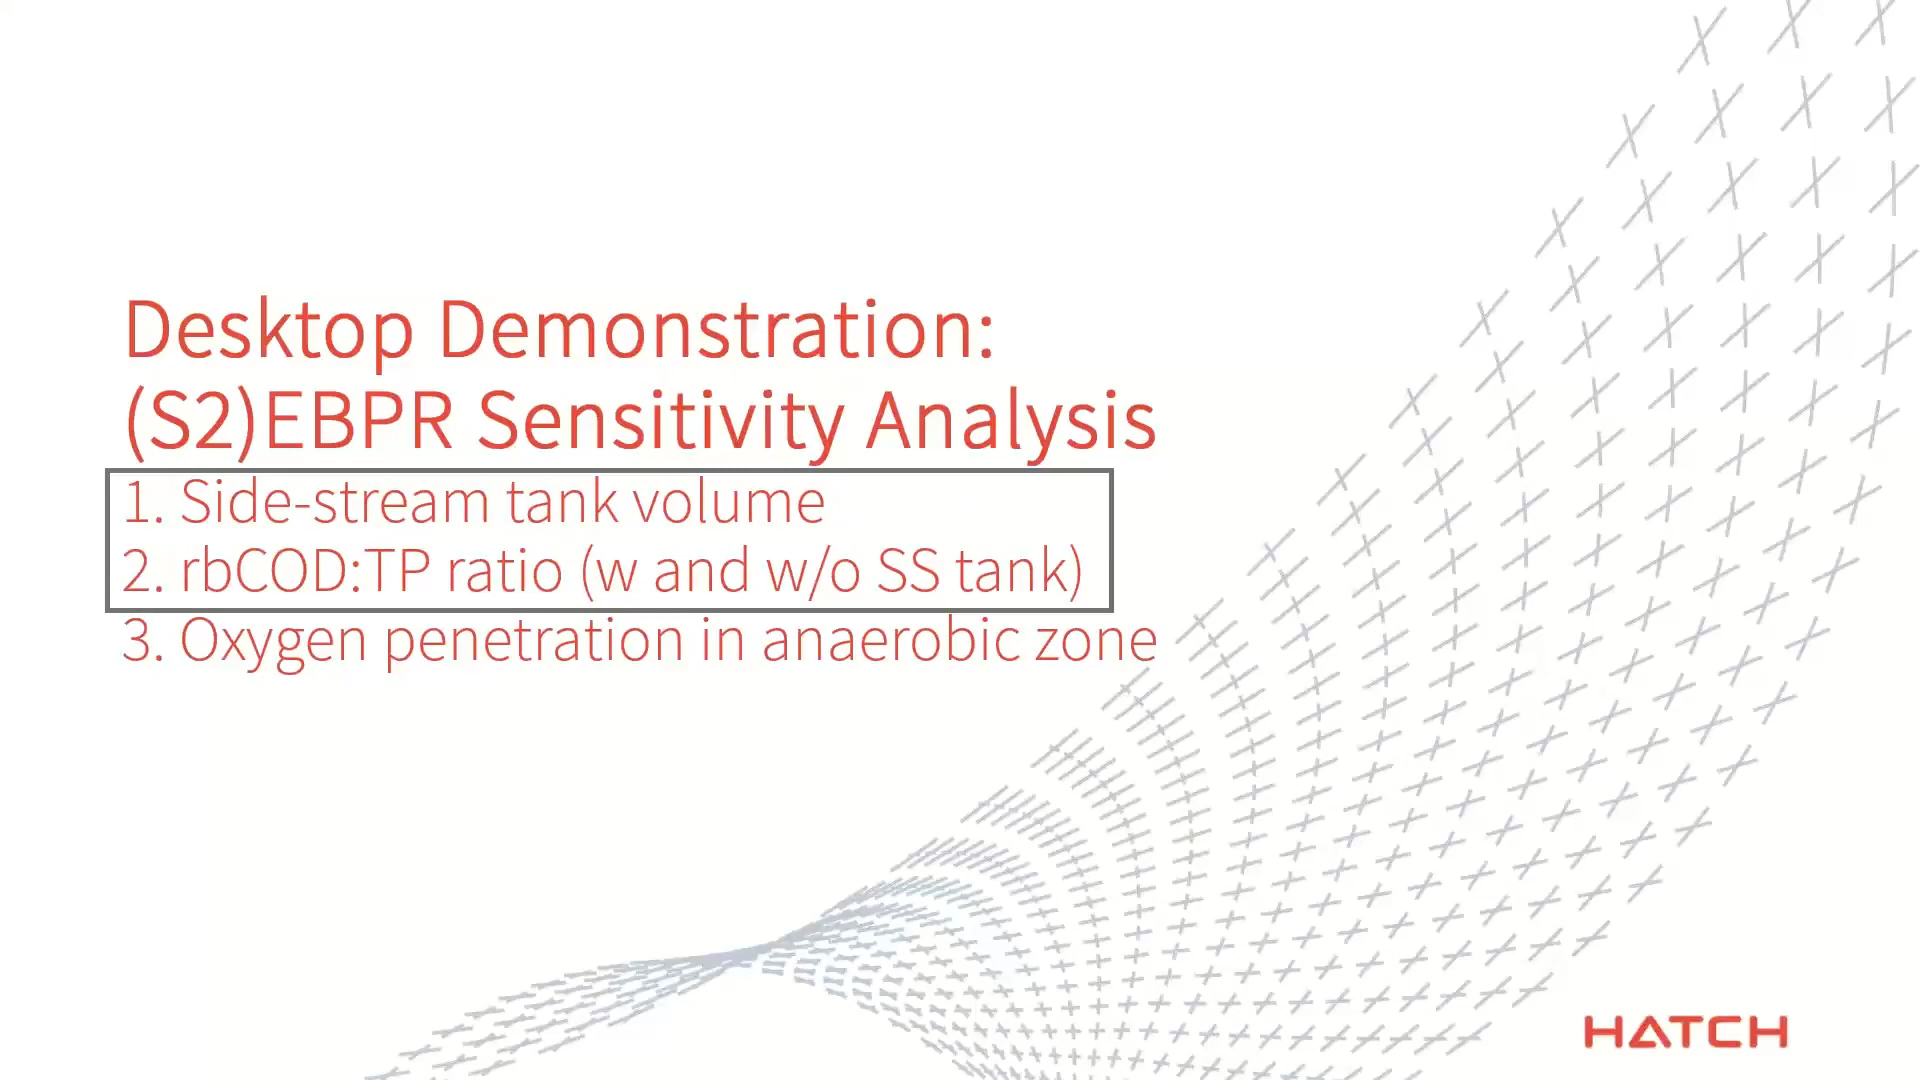 Desktop Demonstration:
(S2)EBPR Sensitivity Analysis
1. Side-stream tank volume
2. rbCOD:TP ratio (w and w/o SS tank)
3. Oxygen penetration in anaerobic zone
HATCH